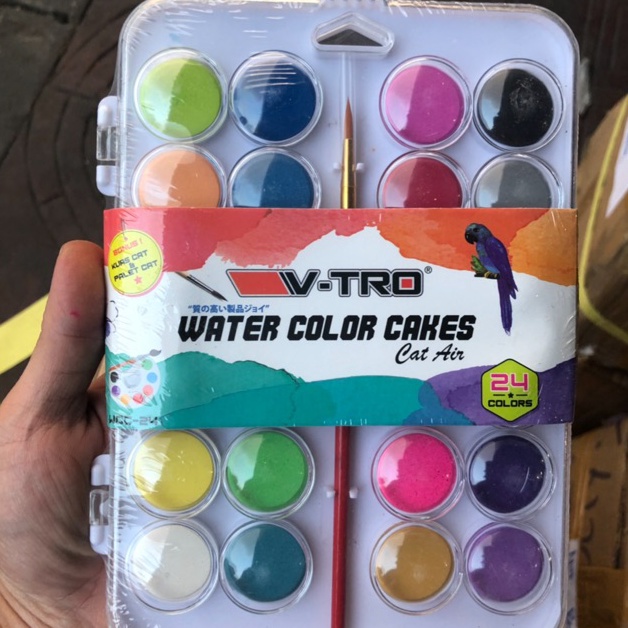 BONUS!
KUAS CAT
&
PALET CAT
V-TRO®
"質の高い製品ジョイ"
WATER COLOR CAKES
Cat Air
24
COLORS